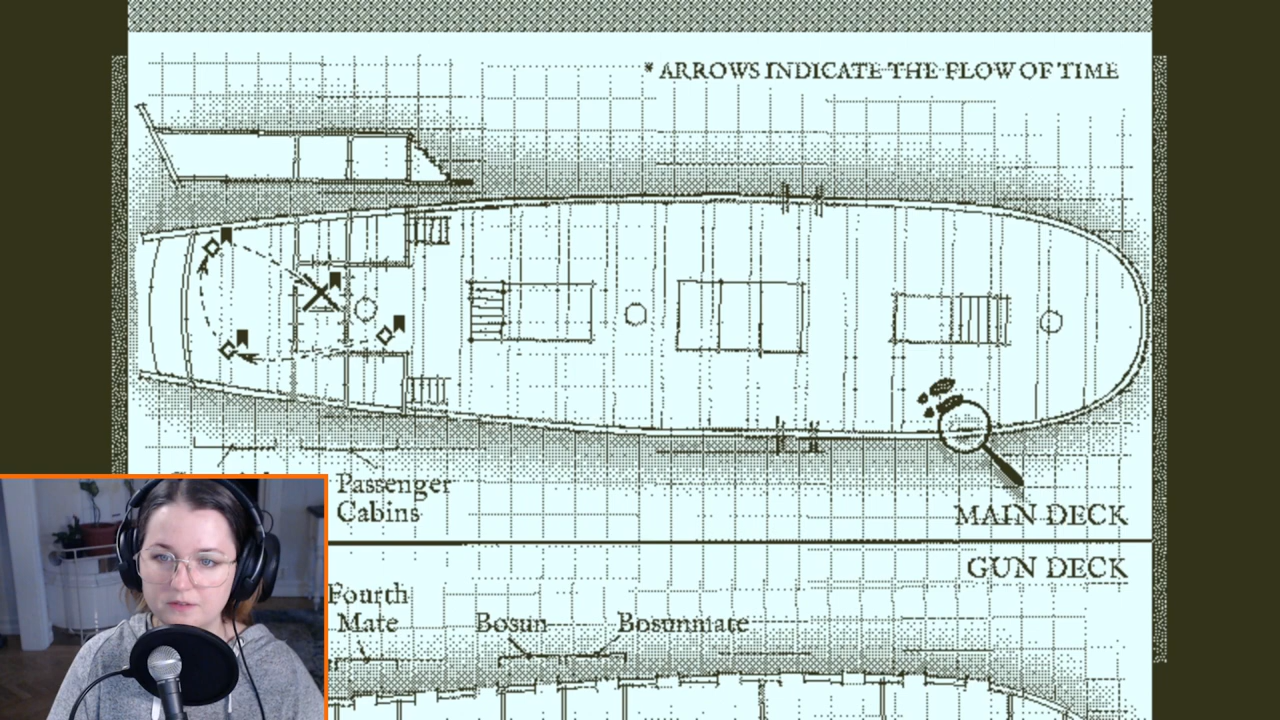 * ARROWS INDICATE THE FLOW OF TIME
Passenger
Cabins
MAIN DECK
GUN DECK
Fourth
Mate
Bosun
Bosunmate